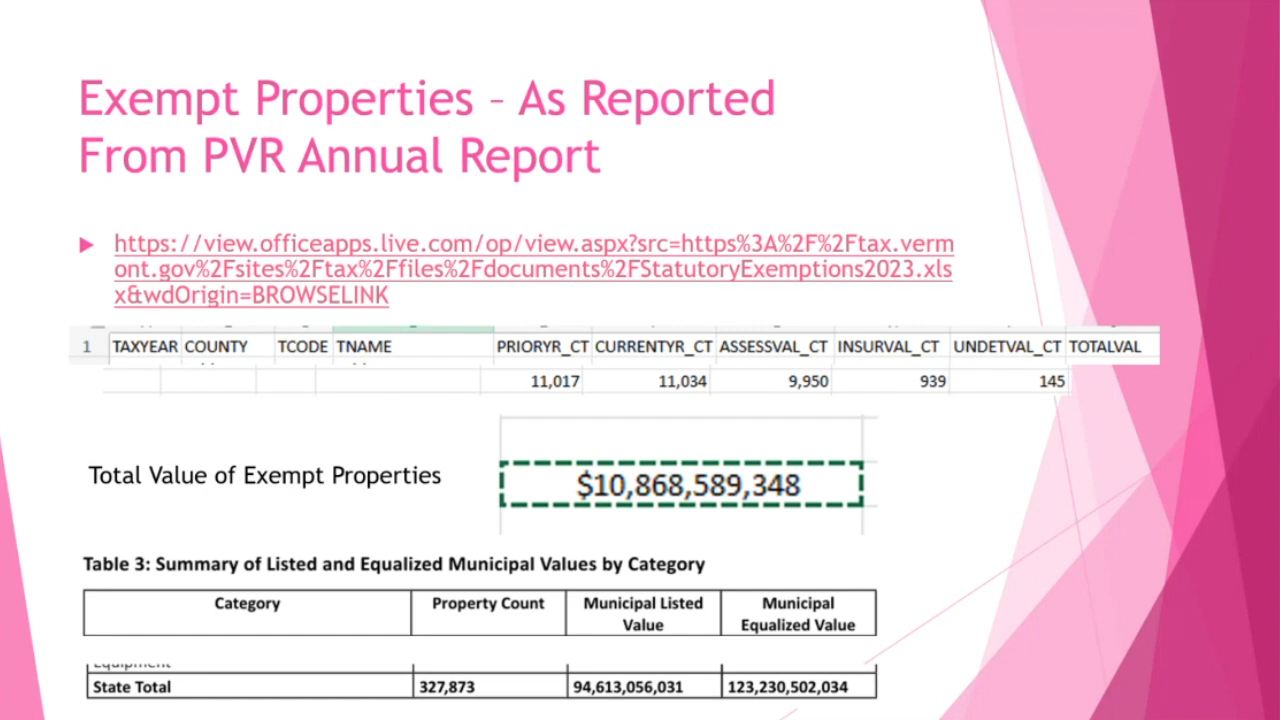 Exempt Properties – As Reported
From PVR Annual Report
https://view.officeapps.live.com/op/view.aspx?src=https%3A%2F%2Ftax.verm
ont.gov%2Fsites%2Ftax%2Ffiles%2Fdocuments%2FStatutoryExemptions2023.xls
x&wdOrigin=BROWSELINK
1 TAXYEAR COUNTY TCODE TNAME PRIORYR_CT CURRENTYR_CT ASSESSVAL_CT INSURVAL_CT UNDETVAL_CT TOTALVAL
11,017 11,034 9,950 939 145
Total Value of Exempt Properties $10,868,589,348
Table 3: Summary of Listed and Equalized Municipal Values by Category
Category Property Count Municipal Listed Municipal
Value Equalized Value
Equipment
State Total 327,873 94,613,056,031 123,230,502,034